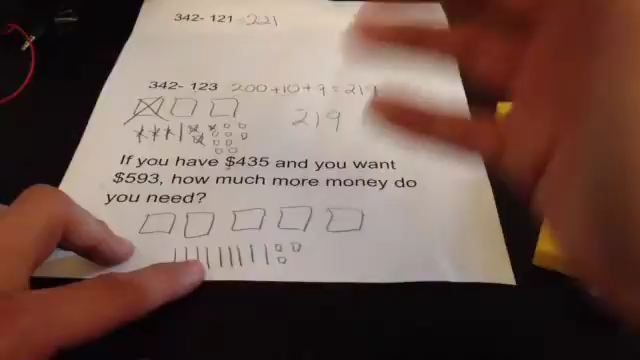 342- 121 221
342- 123 200+10+9=219
219
If you have $435 and you want
$593, how much more money do
you need?